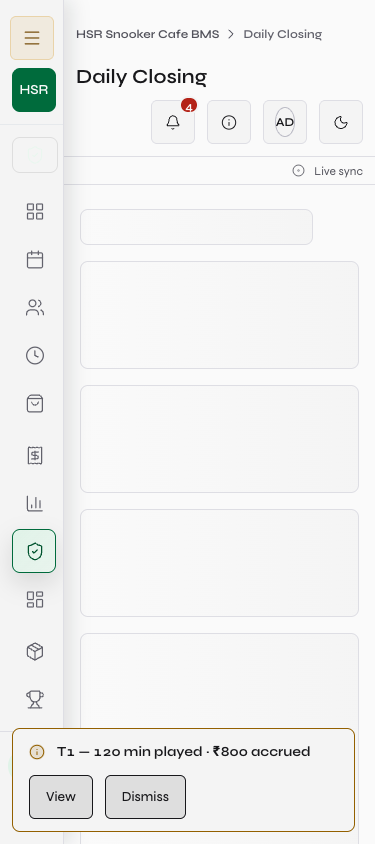 HSR
HSR Snooker Cafe BMS > Daily Closing
Daily Closing
4
AD
Live sync
T1 — 120 min played · ₹800 accrued
View
Dismiss